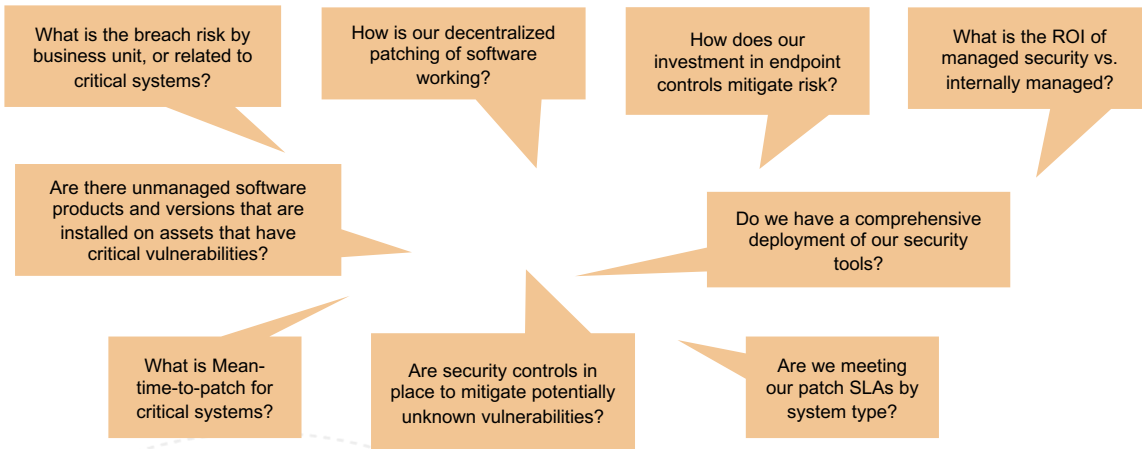 What is the breach risk by
business unit, or related to
critical systems?
How is our decentralized
patching of software
working?
How does our
investment in endpoint
controls mitigate risk?
What is the ROI of
managed security vs.
internally managed?
Are there unmanaged software
products and versions that are
installed on assets that have
critical vulnerabilities?
Do we have a comprehensive
deployment of our security
tools?
What is Mean-
time-to-patch for
critical systems?
Are security controls in
place to mitigate potentially
unknown vulnerabilities?
Are we meeting
our patch SLAs by
system type?